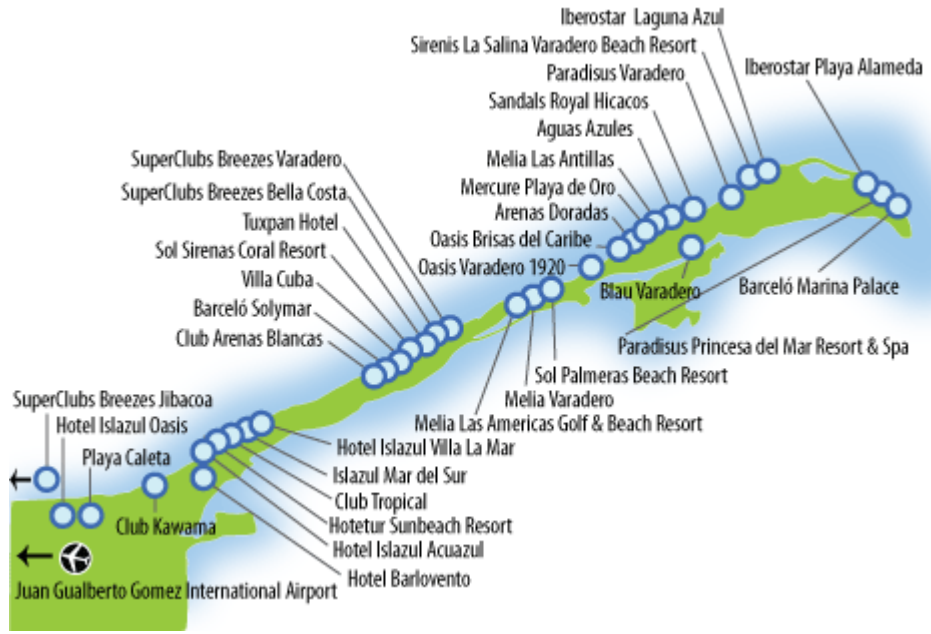 Iberostar Laguna Azul
Sirenis La Salina Varadero Beach Resort
Iberostar Playa Alameda
Paradisus Varadero
Sandals Royal Hicacos
Aguas Azules
SuperClubs Breezes Varadero
Melia Las Antillas
SuperClubs Breezes Bella Costa
Mercure Playa de Oro
Tuxpan Hotel
Arenas Doradas
Sol Sirenas Coral Resort
Oasis Brisas del Caribe
Villa Cuba
Oasis Varadero 1920
Blau Varadero
Barceló Marina Palace
Barceló Solymar
Club Arenas Blancas
Paradisus Princesa del Mar Resort & Spa
Sol Palmeras Beach Resort
Melia Varadero
SuperClubs Breezes Jibacoa
Melia Las Americas Golf & Beach Resort
Hotel Islazul Oasis
Hotel Islazul Villa La Mar
Playa Caleta
Islazul Mar del Sur
Club Tropical
Club Kawama
Hotetur Sunbeach Resort
Hotel Islazul Acuazul
Hotel Barlovento
Juan Gualberto Gomez International Airport